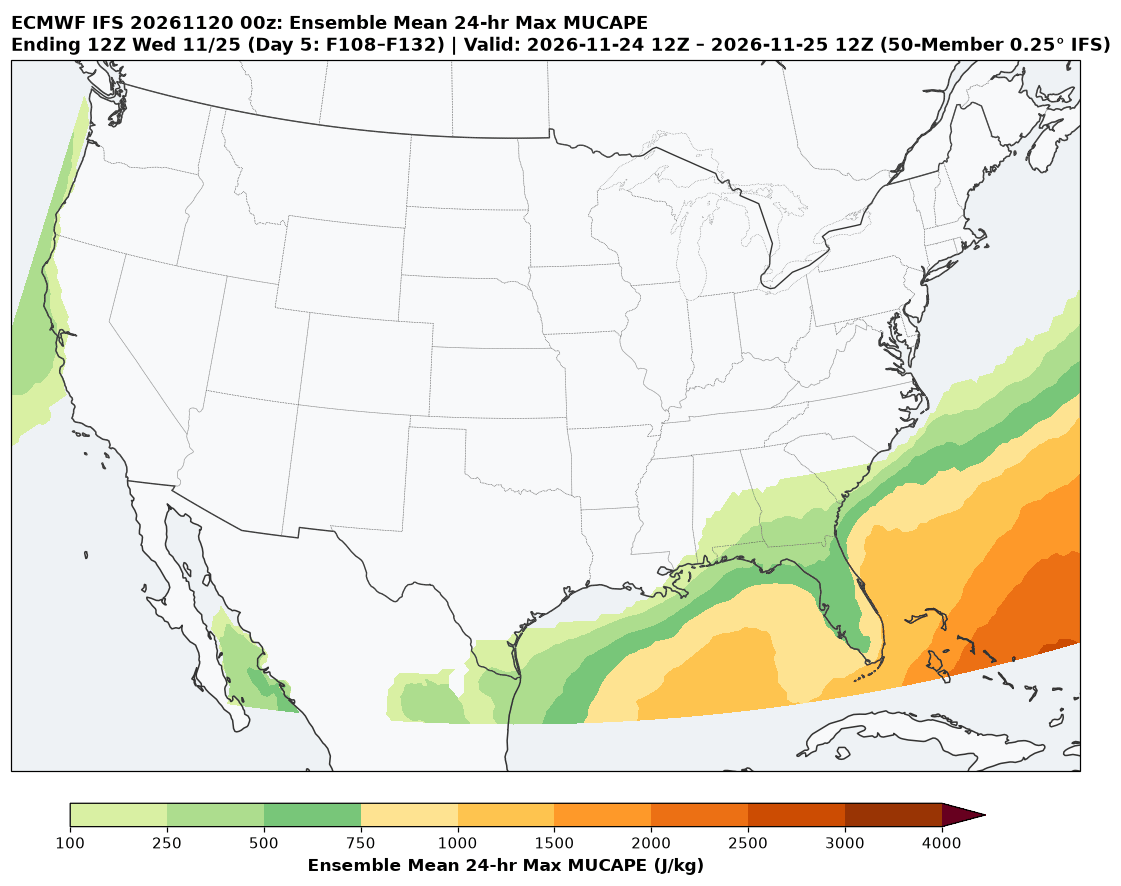 ECMWF IFS 20261120 00z: Ensemble Mean 24-hr Max MUCAPE
Ending 12Z Wed 11/25 (Day 5: F108–F132) | Valid: 2026-11-24 12Z – 2026-11-25 12Z (50-Member 0.25° IFS)
100 250 500 750 1000 1500 2000 2500 3000 4000
Ensemble Mean 24-hr Max MUCAPE (J/kg)